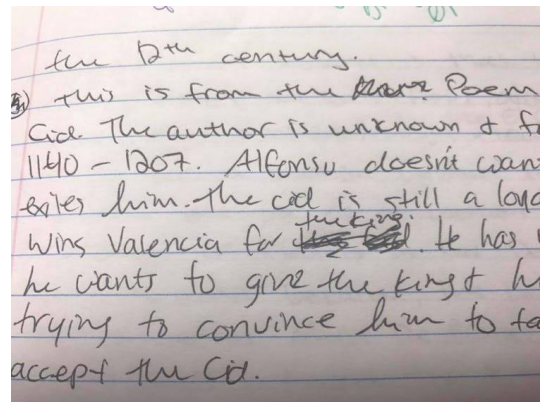 the 12th century.
this is from the Poem
Cid The author is unknown & f
1140 - 1207. Alfonsu doesn't wan
exiles him. the cid is still a loya
the king.
wins Valencia for He has
he wants to give the king & h
trying to convince him to ta
accept the Cid.